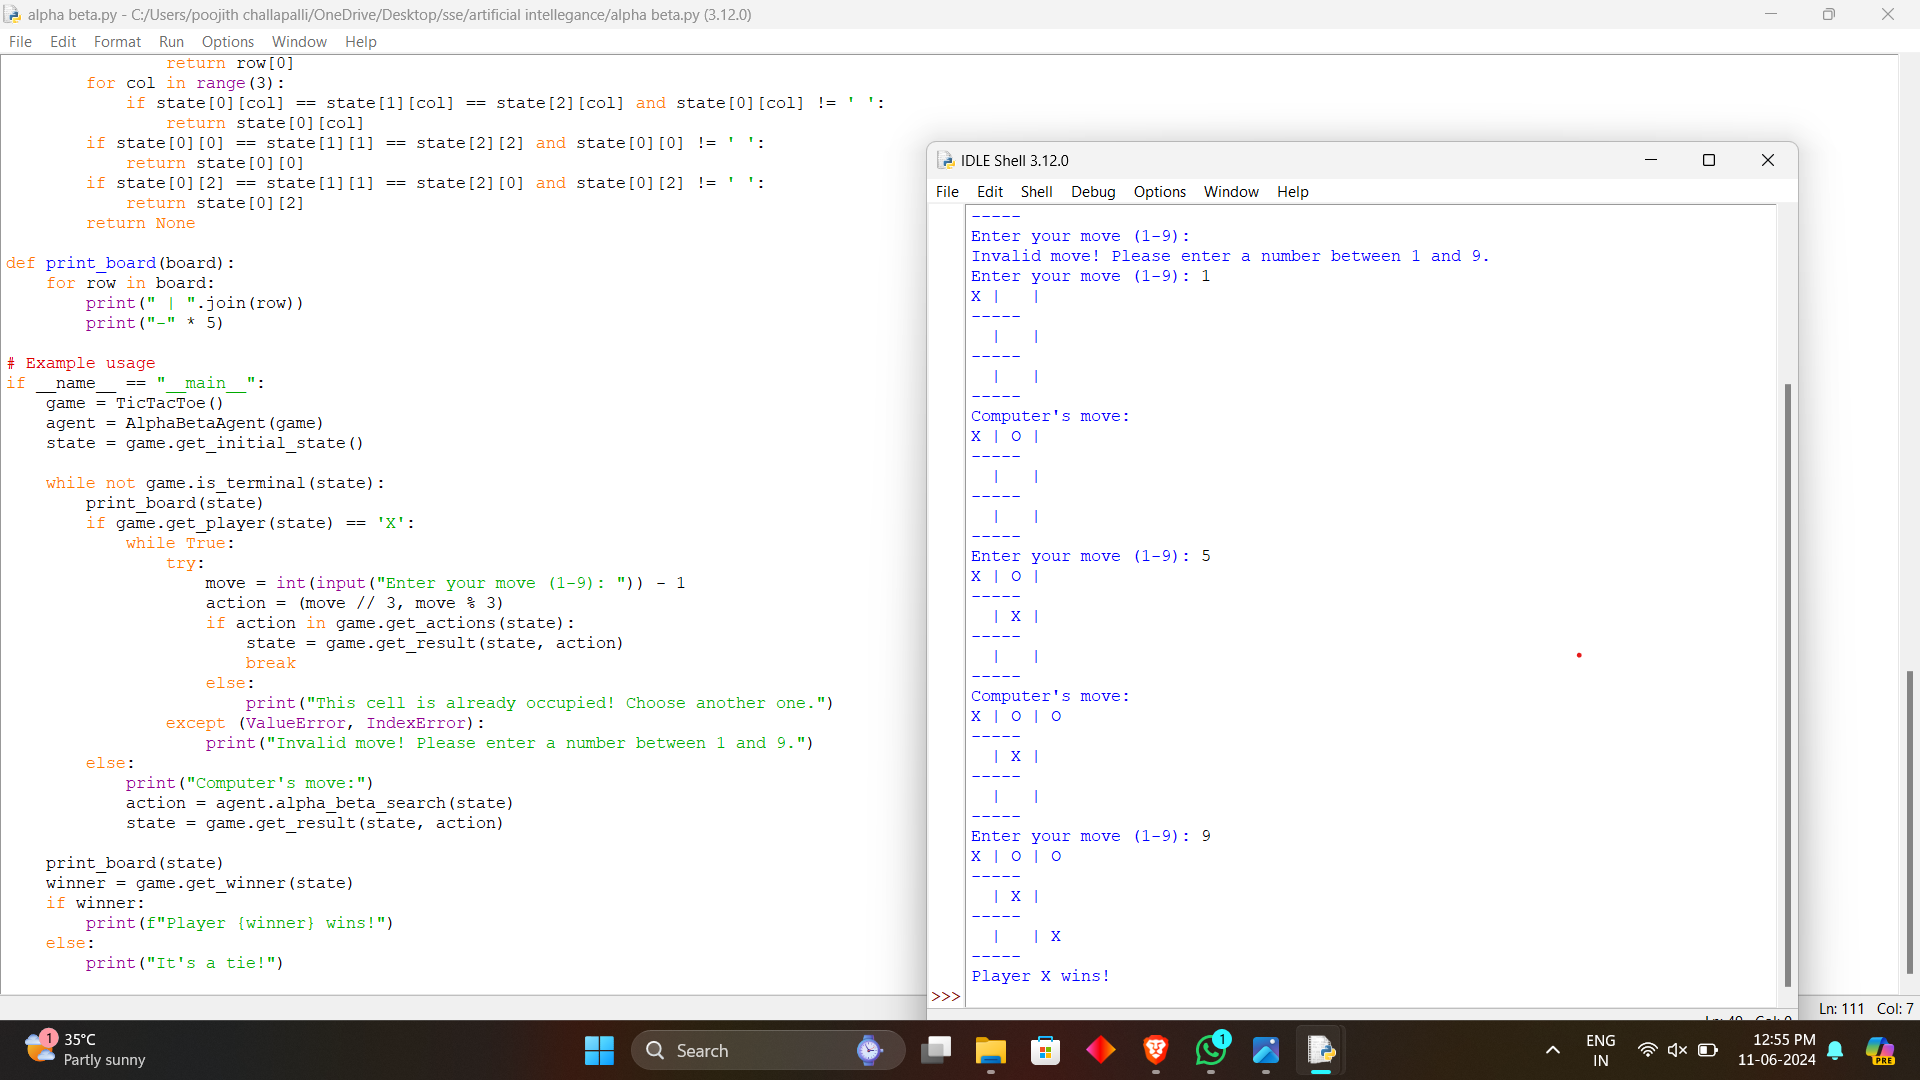 alpha beta.py - C:/Users/poojith challapalli/OneDrive/Desktop/sse/artificial intellegance/alpha beta.py (3.12.0)
File Edit Format Run Options Window Help
                return row[0]
        for col in range(3):
            if state[0][col] == state[1][col] == state[2][col] and state[0][col] != ' ':
                return state[0][col]
        if state[0][0] == state[1][1] == state[2][2] and state[0][0] != ' ':
            return state[0][0]
        if state[0][2] == state[1][1] == state[2][0] and state[0][2] != ' ':
            return state[0][2]
        return None
def print_board(board):
    for row in board:
        print(" | ".join(row))
        print("-" * 5)
# Example usage
if __name__ == "__main__":
    game = TicTacToe()
    agent = AlphaBetaAgent(game)
    state = game.get_initial_state()
    while not game.is_terminal(state):
        print_board(state)
        if game.get_player(state) == 'X':
            while True:
                try:
                    move = int(input("Enter your move (1-9): ")) - 1
                    action = (move // 3, move % 3)
                    if action in game.get_actions(state):
                        state = game.get_result(state, action)
                        break
                    else:
                        print("This cell is already occupied! Choose another one.")
                except (ValueError, IndexError):
                    print("Invalid move! Please enter a number between 1 and 9.")
        else:
            print("Computer's move:")
            action = agent.alpha_beta_search(state)
            state = game.get_result(state, action)
    print_board(state)
    winner = game.get_winner(state)
    if winner:
        print(f"Player {winner} wins!")
    else:
        print("It's a tie!")
IDLE Shell 3.12.0
File Edit Shell Debug Options Window Help
-----
Enter your move (1-9):
Invalid move! Please enter a number between 1 and 9.
Enter your move (1-9): 1
X |   |
-----
  |   |
-----
  |   |
-----
Computer's move:
X | O |
-----
  |   |
-----
  |   |
-----
Enter your move (1-9): 5
X | O |
-----
  | X |
-----
  |   |
-----
Computer's move:
X | O | O
-----
  | X |
-----
  |   |
-----
Enter your move (1-9): 9
X | O | O
-----
  | X |
-----
  |   | X
-----
Player X wins!
>>>
Ln: 111 Col: 7
1
35°C
Partly sunny
Search
1
ENG
IN
12:55 PM
11-06-2024
PRE